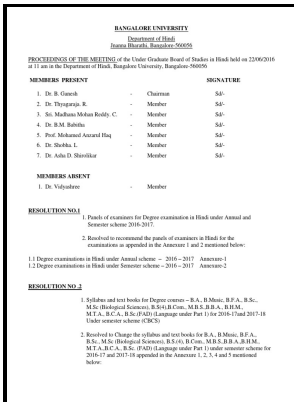 BANGALORE UNIVERSITY
Department of Hindi
Jnana Bharathi, Bangalore-560056
PROCEEDINGS OF THE MEETING of the Under Graduate Board of Studies in Hindi held on 22/06/2016
at 11 am in the Department of Hindi, Bangalore University, Bangalore-560056
MEMBERS PRESENT SIGNATURE
1. Dr. B. Ganesh - Chairman Sd/-
2. Dr. Thyagaraja. R. - Member Sd/-
3. Sri. Madhana Mohan Reddy. C. - Member Sd/-
4. Dr. B.M. Babitha - Member Sd/-
5. Prof. Mohamed Anzarul Haq - Member Sd/-
6. Dr. Shobha. L. - Member Sd/-
7. Dr. Asha D. Shirolikar - Member Sd/-
MEMBERS ABSENT
1. Dr. Vidyashree - Member
RESOLUTION NO.1
1. Panels of examiners for Degree examination in Hindi under Annual and
Semester scheme 2016-2017.
2. Resolved to recommend the panels of examiners in Hindi for the
examinations as appended in the Annexure 1 and 2 mentioned below:
1.1 Degree examinations in Hindi under Annual scheme – 2016 – 2017 Annexure-1
1.2 Degree examinations in Hindi under Semester scheme – 2016 – 2017 Annexure-2
RESOLUTION NO .2
1. Syllabus and text books for Degree courses – B.A., B.Music, B.F.A., B.Sc.,
M.Sc (Biological Sciences), B.S(4),B.Com., M.B.S.,B.B.A.,B.H.M.,
M.T.A., B.C.A., B.Sc.(FAD) (Language under Part 1) for 2016-17and 2017-18
Under semester scheme (CBCS)
2. Resolved to Change the syllabus and text books for B.A., B.Music, B.F.A.,
B.Sc., M.Sc (Biological Sciences), B.S.(4), B.Com., M.B.S.,B.B.A.,B.H.M.,
M.T.A.,B.C.A., B.Sc. (FAD) (Language under Part 1) under semester scheme for
2016-17 and 2017-18 appended in the Annexure 1, 2, 3, 4 and 5 mentioned
below: